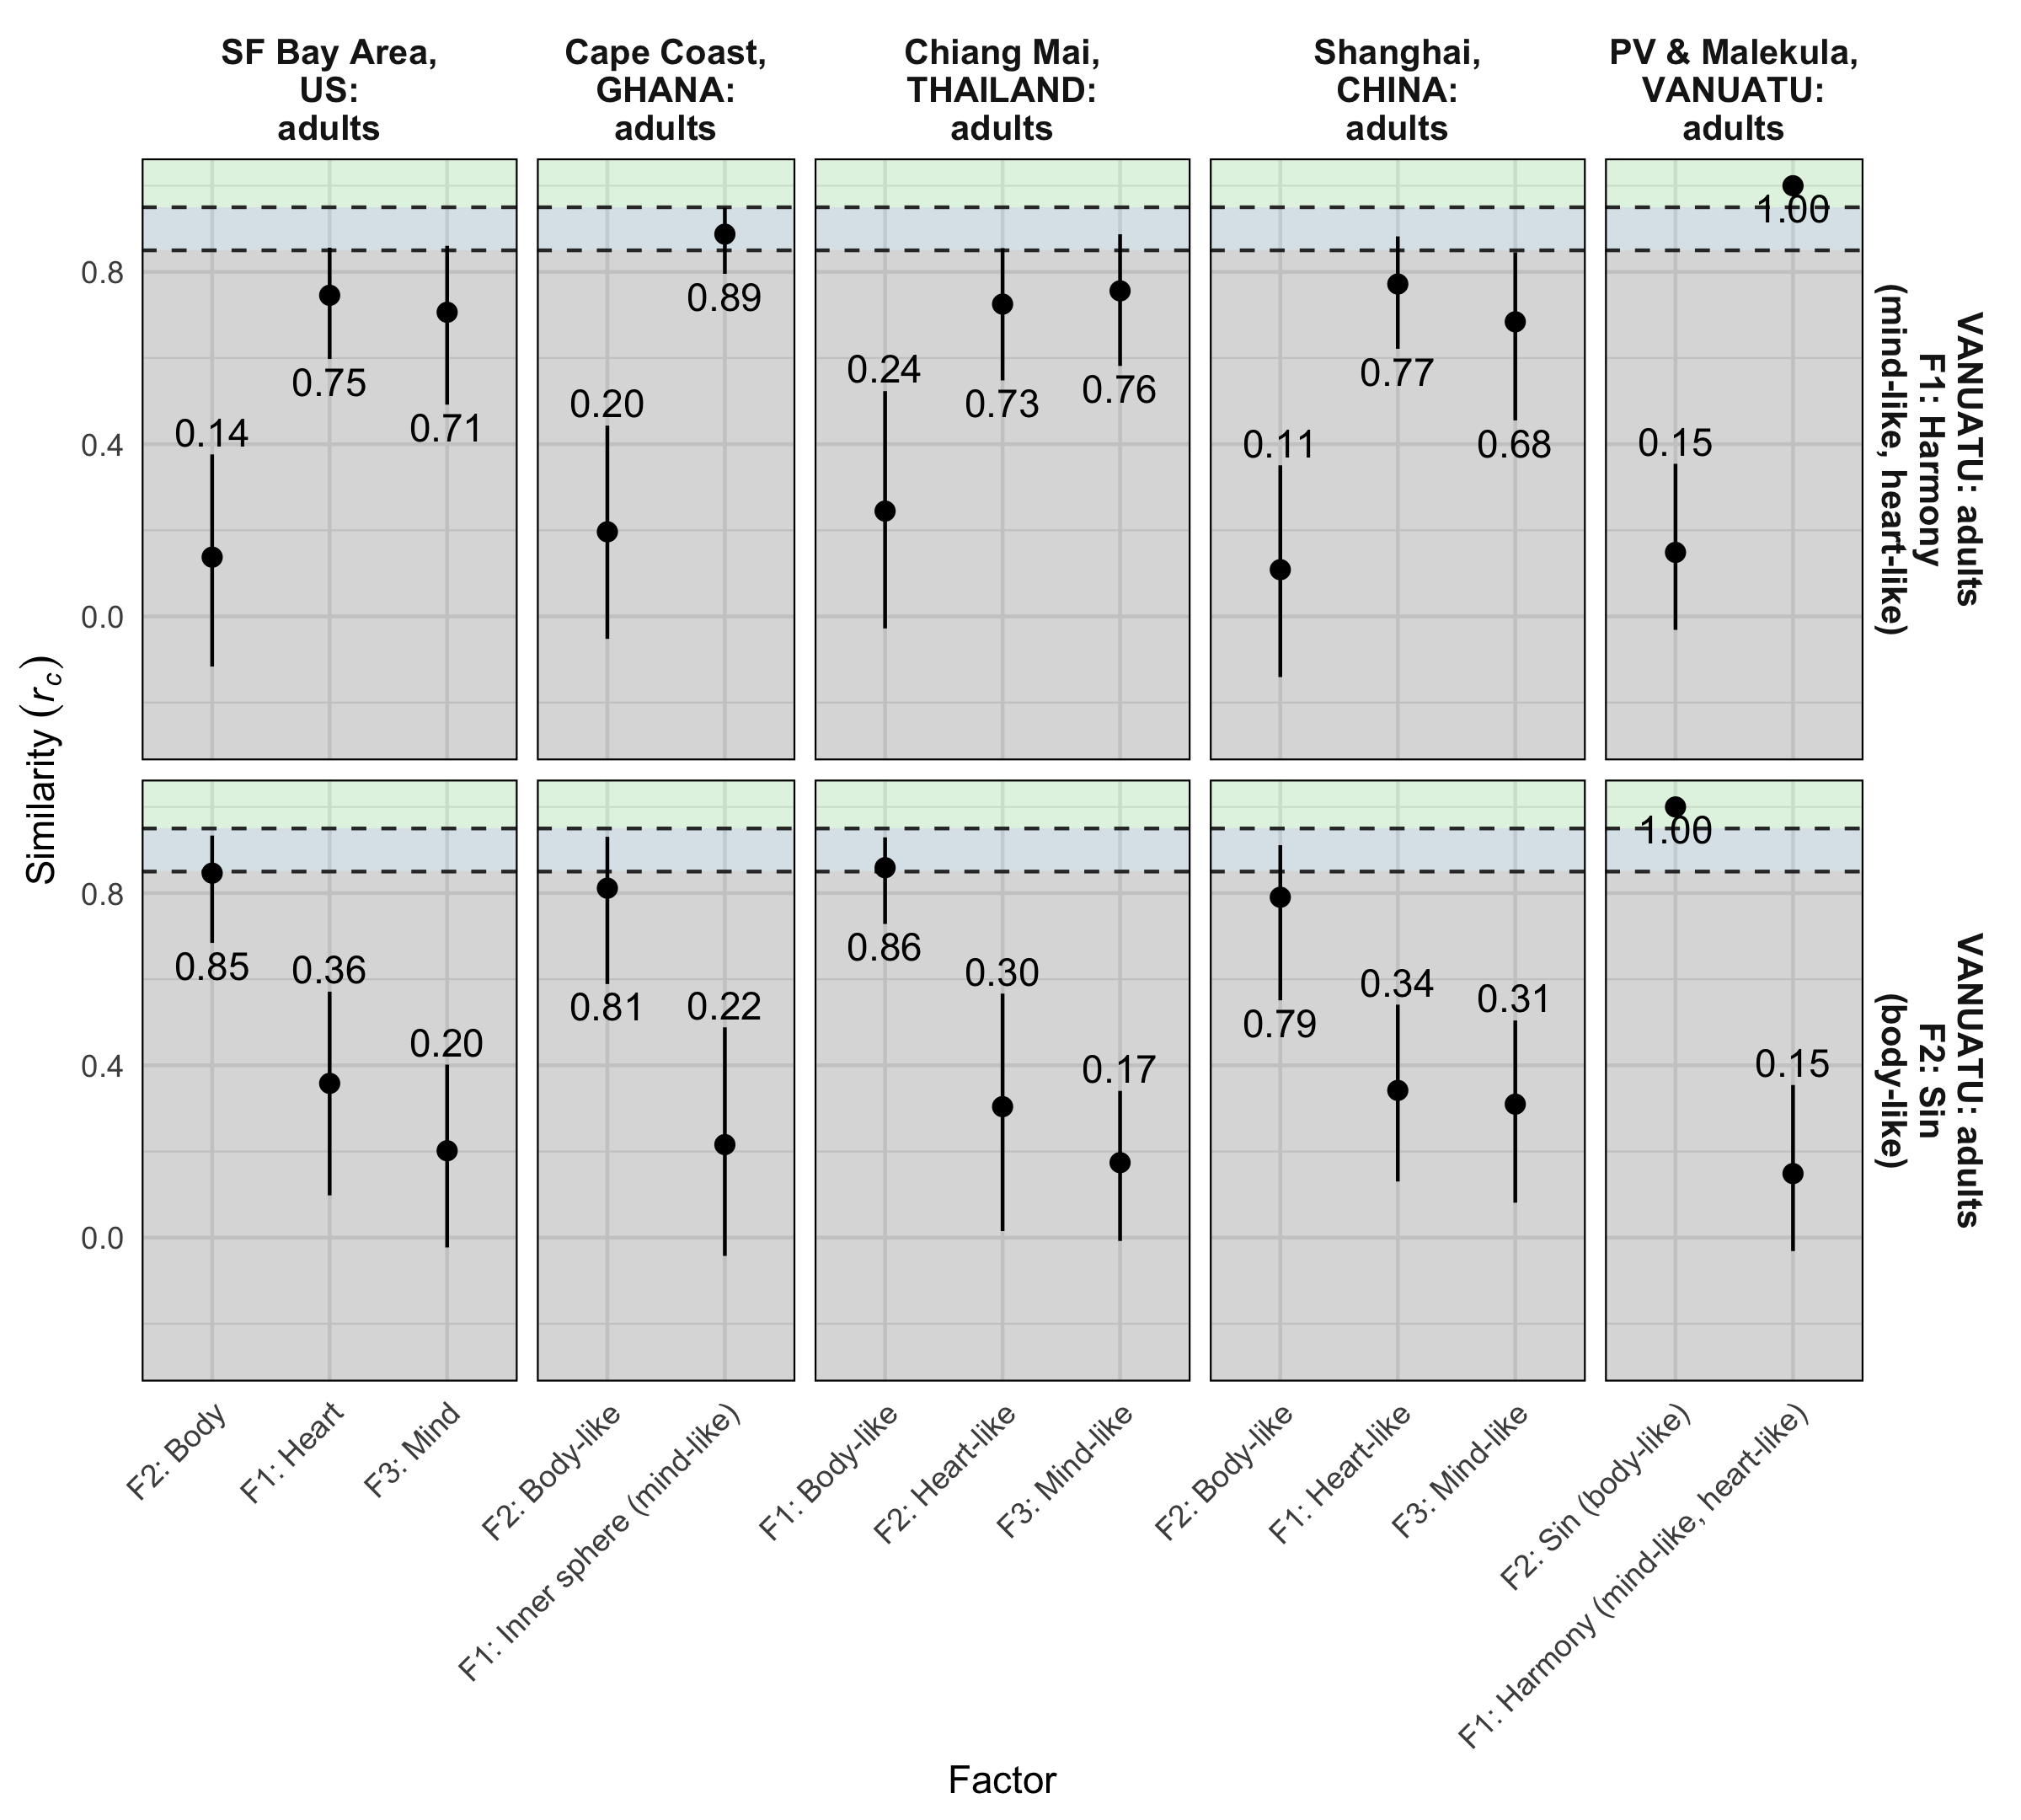 SF Bay Area,
US:
adults
Cape Coast,
GHANA:
adults
Chiang Mai,
THAILAND:
adults
Shanghai,
CHINA:
adults
PV & Malekula,
VANUATU:
adults
Similarity (rc)
0.8
0.4
0.0
0.14
0.75
0.71
0.20
0.89
0.24
0.73
0.76
0.11
0.77
0.68
0.15
1.00
VANUATU: adults
F1: Harmony
(mind-like, heart-like)
0.8
0.4
0.0
0.85
0.36
0.20
0.81
0.22
0.86
0.30
0.17
0.79
0.34
0.31
1.00
0.15
VANUATU: adults
F2: Sin
(body-like)
F2: Body
F1: Heart
F3: Mind
F2: Body-like
F1: Inner sphere (mind-like)
F1: Body-like
F2: Heart-like
F3: Mind-like
F2: Body-like
F1: Heart-like
F3: Mind-like
F2: Sin (body-like)
F1: Harmony (mind-like, heart-like)
Factor